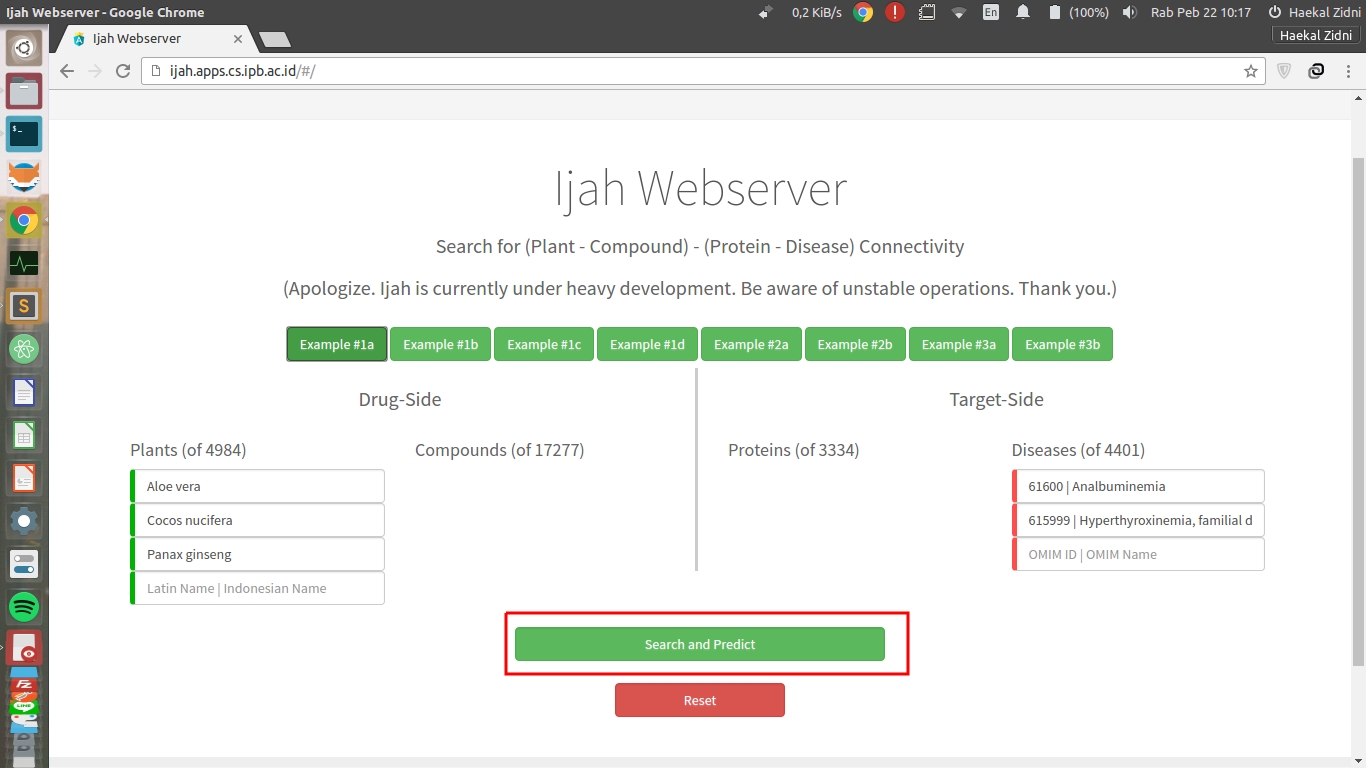 Ijah Webserver - Google Chrome
0,2 KiB/s
En
(100%)
Rab Peb 22 10:17
Haekal Zidni
Ijah Webserver
Haekal Zidni
ijah.apps.cs.ipb.ac.id/#/
Ijah Webserver
Search for (Plant - Compound) - (Protein - Disease) Connectivity
(Apologize. Ijah is currently under heavy development. Be aware of unstable operations. Thank you.)
Example #1a
Example #1b
Example #1c
Example #1d
Example #2a
Example #2b
Example #3a
Example #3b
Drug-Side
Target-Side
Plants (of 4984)
Compounds (of 17277)
Proteins (of 3334)
Diseases (of 4401)
Aloe vera
61600 | Analbuminemia
Cocos nucifera
615999 | Hyperthyroxinemia, familial d
Panax ginseng
OMIM ID | OMIM Name
Latin Name | Indonesian Name
Search and Predict
Reset